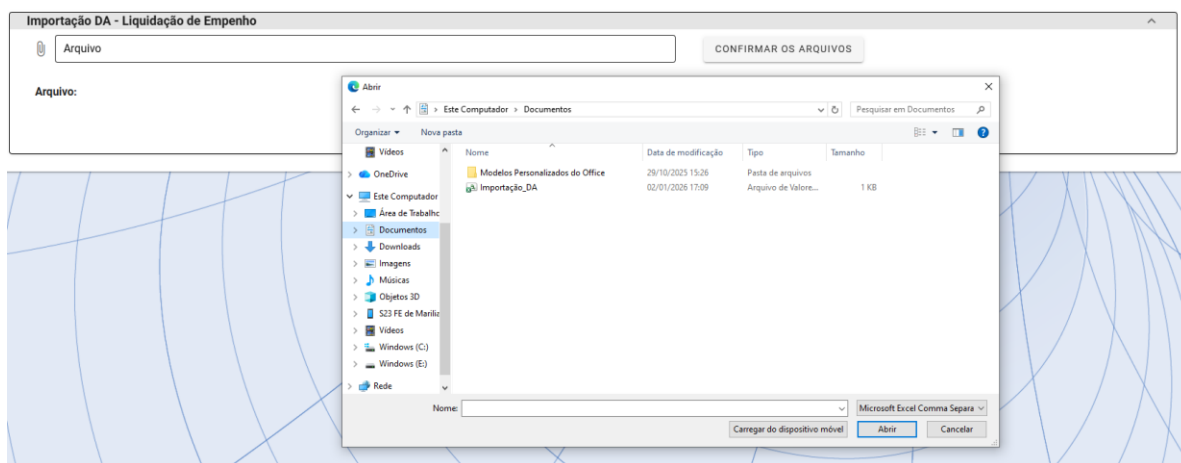 Importação DA - Liquidação de Empenho
Arquivo
CONFIRMAR OS ARQUIVOS
Arquivo:
Abrir
Este Computador > Documentos
Pesquisar em Documentos
Organizar
Nova pasta
Vídeos
OneDrive
Este Computador
Área de Trabalho
Documentos
Downloads
Imagens
Músicas
Objetos 3D
S23 FE de Marilia
Vídeos
Windows (C:)
Windows (E:)
Rede
Nome Data de modificação Tipo Tamanho
Modelos Personalizados do Office 29/10/2025 15:26 Pasta de arquivos
Importação_DA 02/01/2026 17:09 Arquivo de Valore... 1 KB
Nome:
Microsoft Excel Comma Separa
Carregar do dispositivo móvel
Abrir
Cancelar